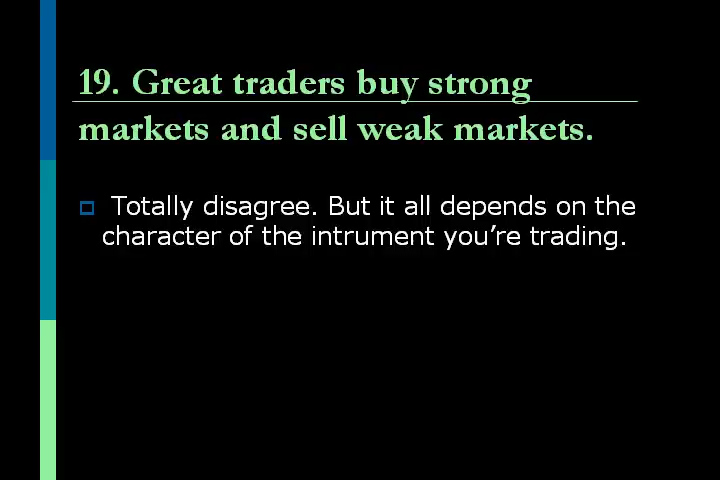 19. Great traders buy strong
markets and sell weak markets.
Totally disagree. But it all depends on the
character of the intrument you’re trading.